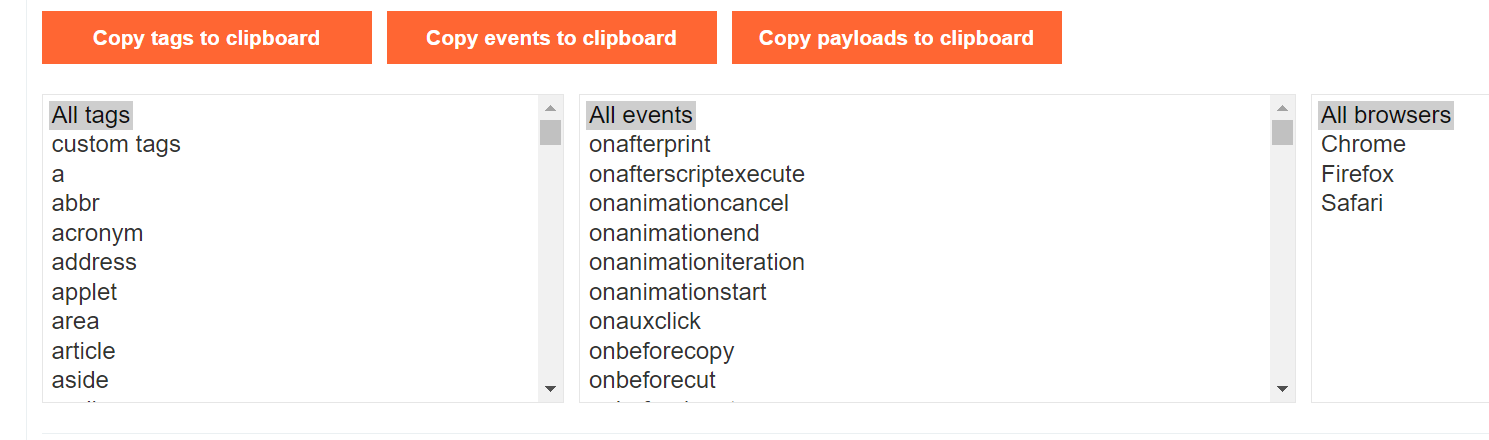 Copy tags to clipboard
Copy events to clipboard
Copy payloads to clipboard
All tags
custom tags
a
abbr
acronym
address
applet
area
article
aside
All events
onafterprint
onafterscriptexecute
onanimationcancel
onanimationend
onanimationiteration
onanimationstart
onauxclick
onbeforecopy
onbeforecut
All browsers
Chrome
Firefox
Safari